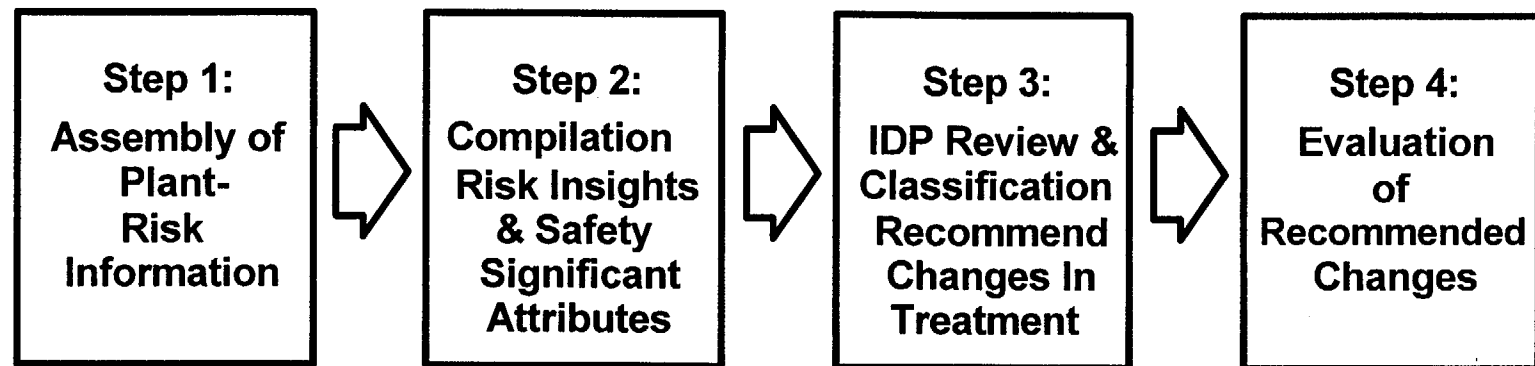 Step 1:
Assembly of
Plant-
Risk
Information
Step 2:
Compilation
Risk Insights
& Safety
Significant
Attributes
Step 3:
IDP Review &
Classification
Recommend
Changes In
Treatment
Step 4:
Evaluation
of
Recommended
Changes